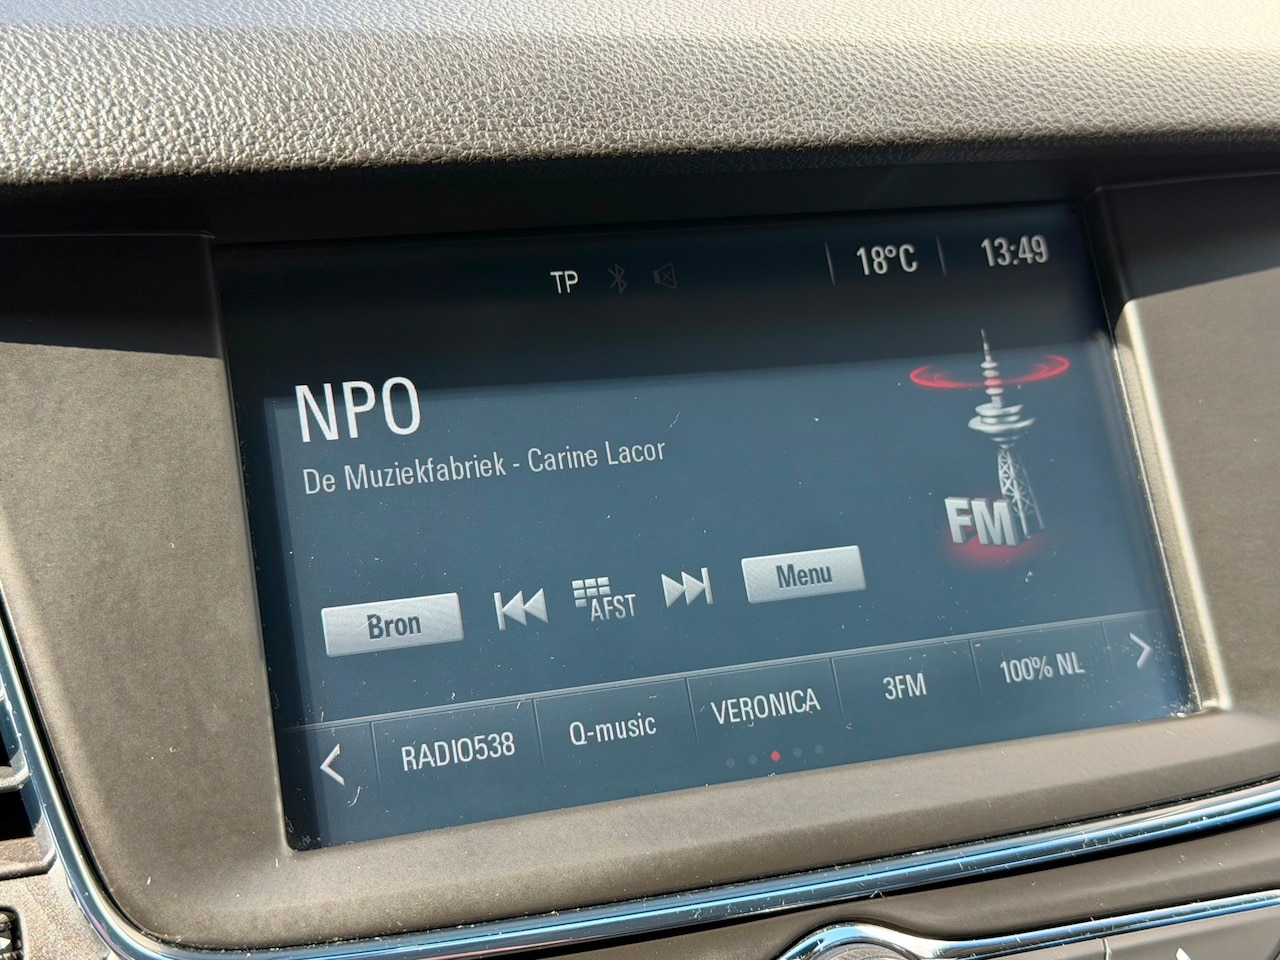 TP 18°C 13:49
NPO
De Muziekfabriek - Carine Lacor
FM
Bron AFST Menu
RADIO538 Q-music VERONICA 3FM 100% NL